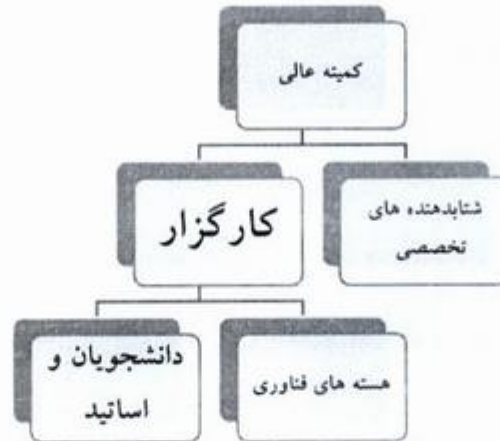 کمیته عالی
شتابدهنده های
تخصصی
کارگزار
هسته های فناوری
دانشجویان و
اساتید